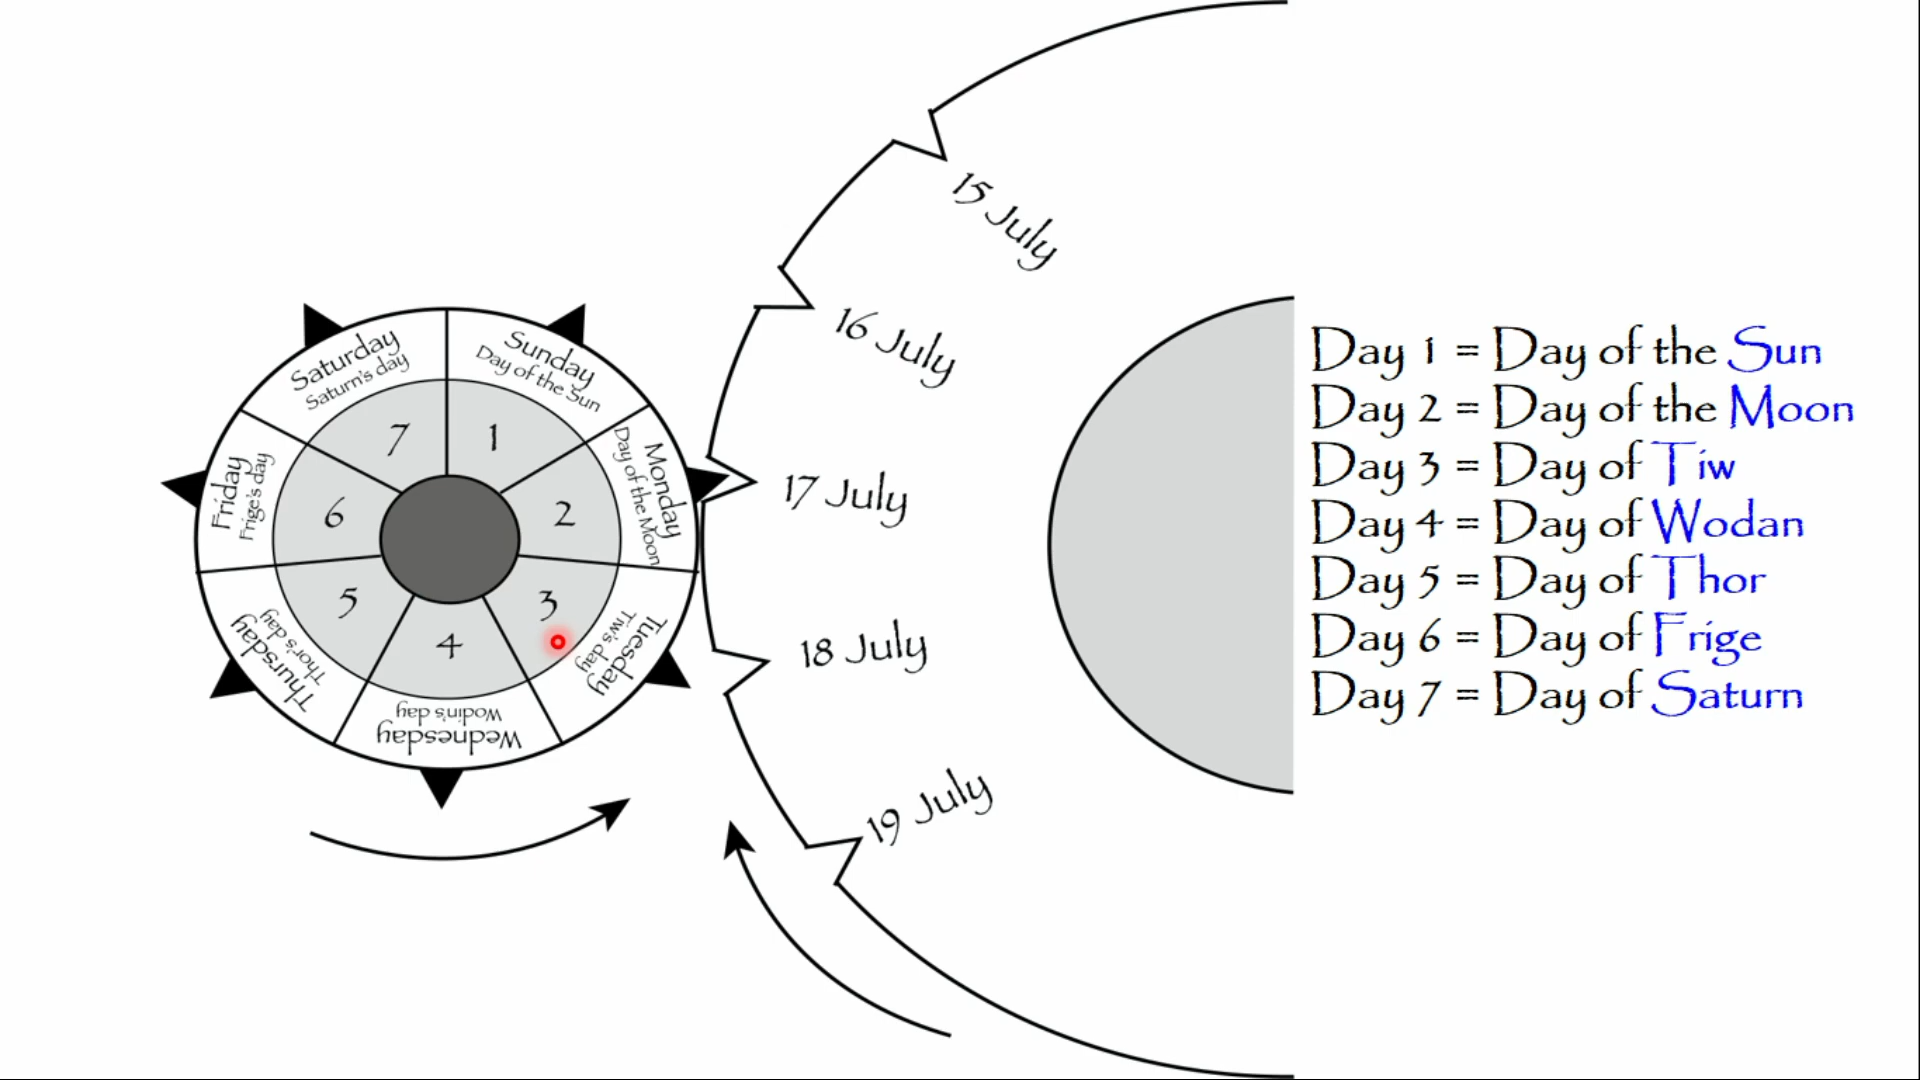 Saturday
Saturn's day
Sunday
Day of the Sun
Monday
Day of the Moon
Tuesday
Tiw's day
Wednesday
Wodin's day
Thursday
Thor's day
Friday
Frige's day
1
2
3
4
5
6
7
15 July
16 July
17 July
18 July
19 July
Day 1 = Day of the Sun
Day 2 = Day of the Moon
Day 3 = Day of Tiw
Day 4 = Day of Wodan
Day 5 = Day of Thor
Day 6 = Day of Frige
Day 7 = Day of Saturn